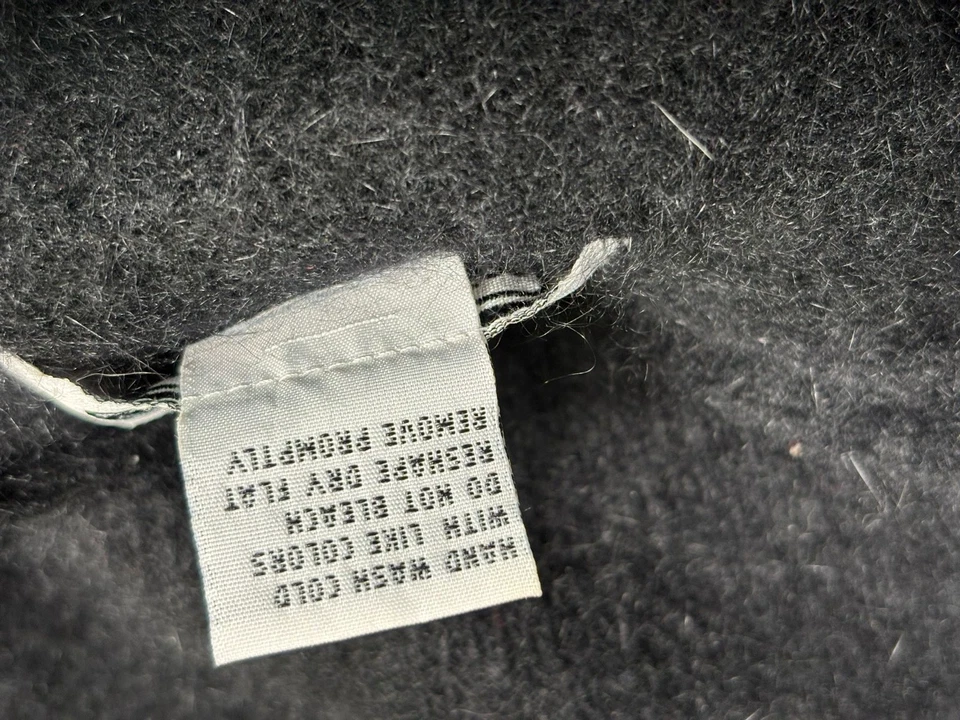 HAND WASH COLD
WITH LIKE COLORS
DO NOT BLEACH
RESHAPE DRY FLAT
REMOVE PROMPTLY